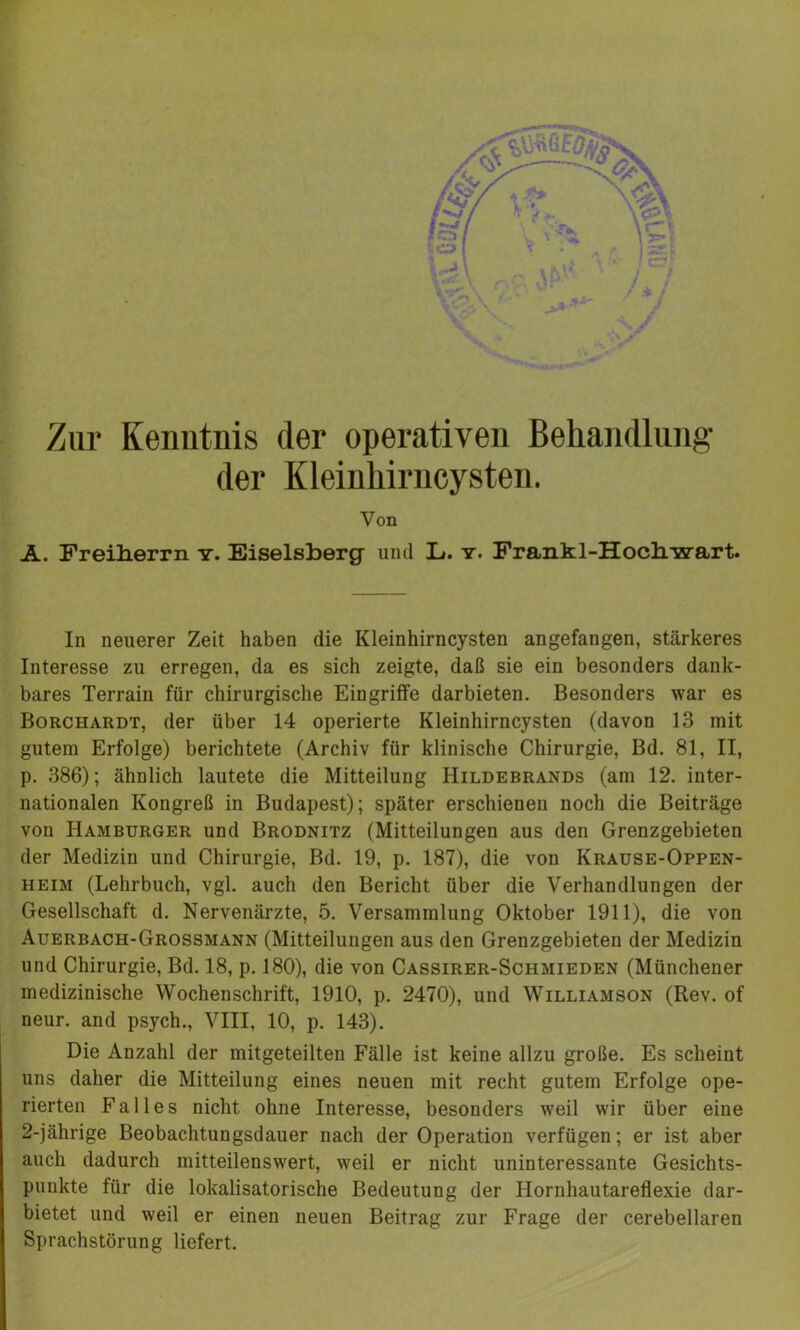 ROYAL COLLEGE OF SURGEONS OF ENGLAND
Zur Kenntnis der operativen Behandlung
der Kleinhirncysten.
Von
A. Freiherrn v. Eiselsberg und L. v. Frankl-Hochwart.
In neuerer Zeit haben die Kleinhirncysten angefangen, stärkeres
Interesse zu erregen, da es sich zeigte, daß sie ein besonders dank-
bares Terrain für chirurgische Eingriffe darbieten. Besonders war es
BORCHARDT, der über 14 operierte Kleinhirncysten (davon 13 mit
gutem Erfolge) berichtete (Archiv für klinische Chirurgie, Bd. 81, II,
p. 386); ähnlich lautete die Mitteilung HILDEBRANDS (am 12. inter-
nationalen Kongreß in Budapest); später erschienen noch die Beiträge
von HAMBURGER und BRODNITZ (Mitteilungen aus den Grenzgebieten
der Medizin und Chirurgie, Bd. 19, p. 187), die von KRAUSE-OPPEN-
HEIM (Lehrbuch, vgl. auch den Bericht über die Verhandlungen der
Gesellschaft d. Nervenärzte, 5. Versammlung Oktober 1911), die von
AUERBACH-GROSSMANN (Mitteilungen aus den Grenzgebieten der Medizin
und Chirurgie, Bd. 18, p. 180), die von CASSIRER-SCHMIEDEN (Münchener
medizinische Wochenschrift, 1910, p. 2470), und WILLIAMSON (Rev. of
neur. and psych., VIII, 10, p. 143).
Die Anzahl der mitgeteilten Fälle ist keine allzu große. Es scheint
uns daher die Mitteilung eines neuen mit recht gutem Erfolge ope-
rierten Falles nicht ohne Interesse, besonders weil wir über eine
2-jährige Beobachtungsdauer nach der Operation verfügen; er ist aber
auch dadurch mitteilenswert, weil er nicht uninteressante Gesichts-
punkte für die lokalisatorische Bedeutung der Hornhautareflexie dar-
bietet und weil er einen neuen Beitrag zur Frage der cerebellaren
Sprachstörung liefert.